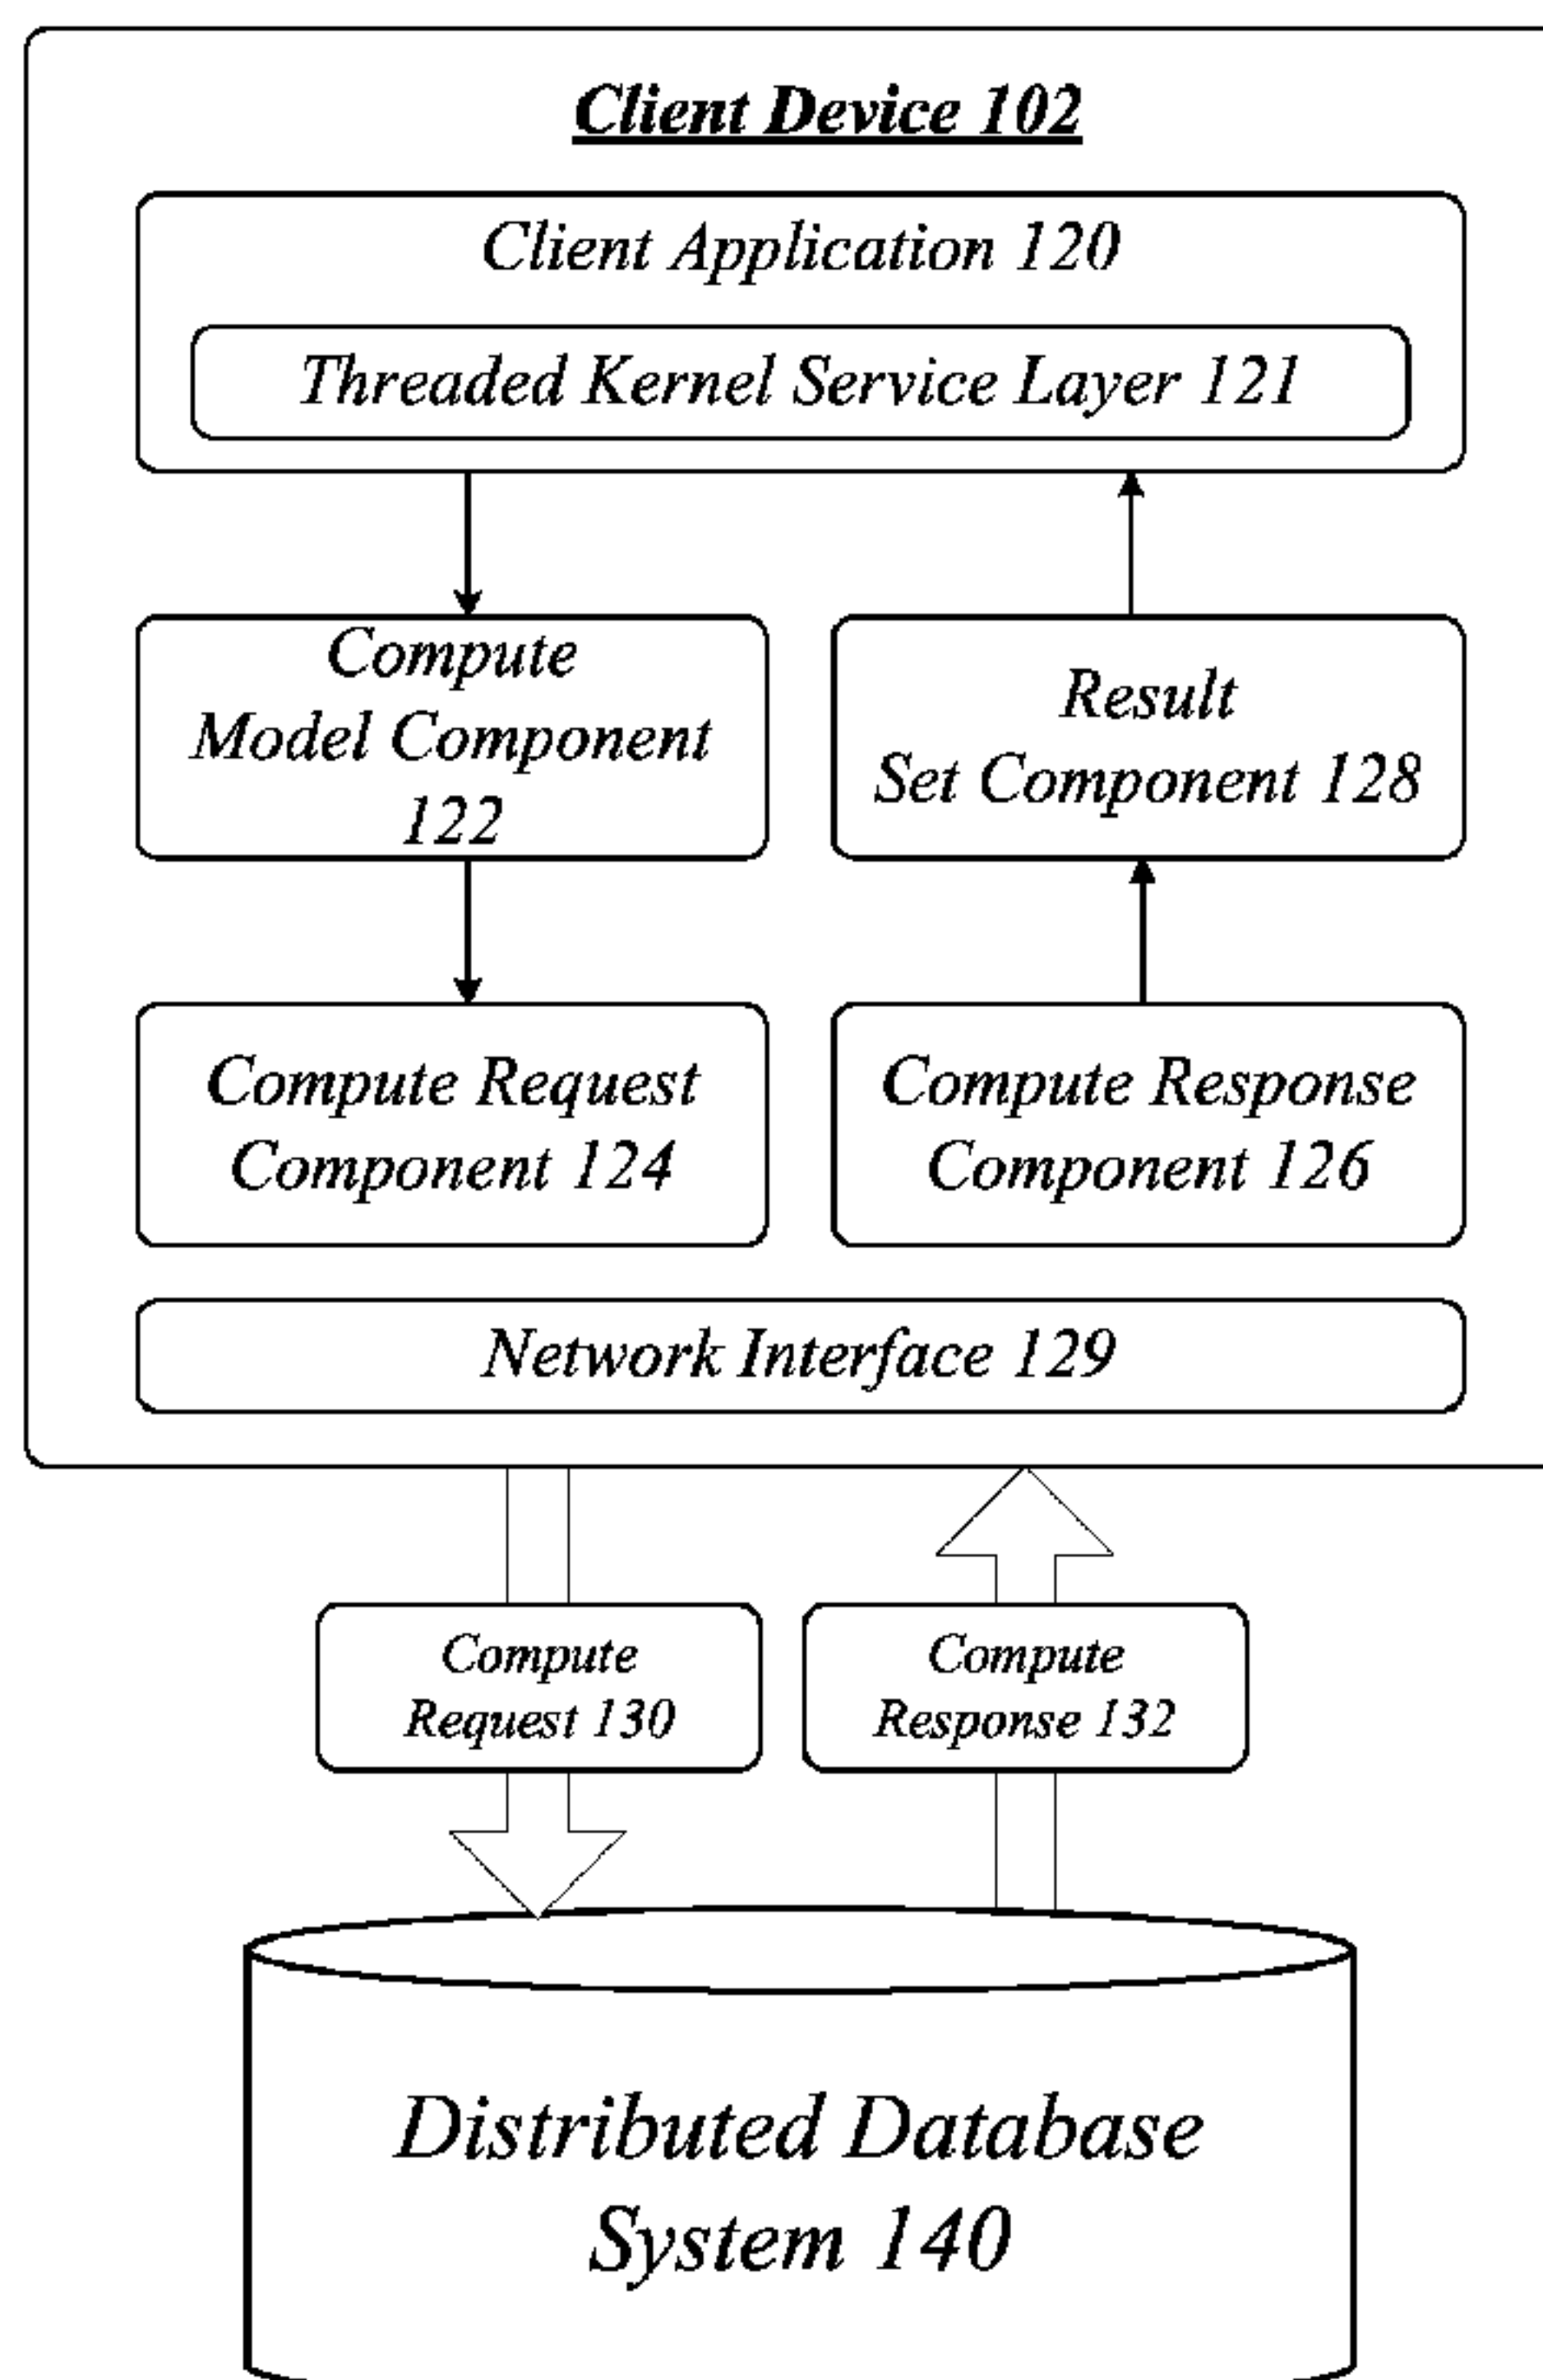 Client Device 102
Client Application 120
Threaded Kernel Service Layer 121
Compute
Model Component
122
Result
Set Component 128
Compute Request
Component 124
Compute Response
Component 126
Network Interface 129
Compute
Request 130
Compute
Response 132
Distributed Database
System 140